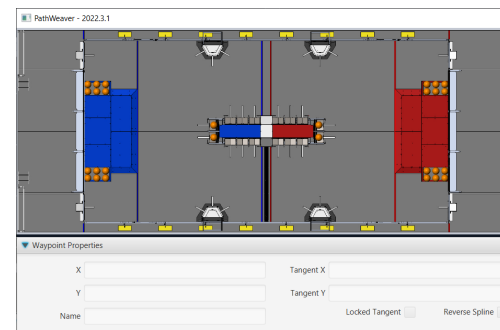 PathWeaver - 2022.3.1
Waypoint Properties
X Tangent X
Y Tangent Y
Name Locked Tangent Reverse Spline